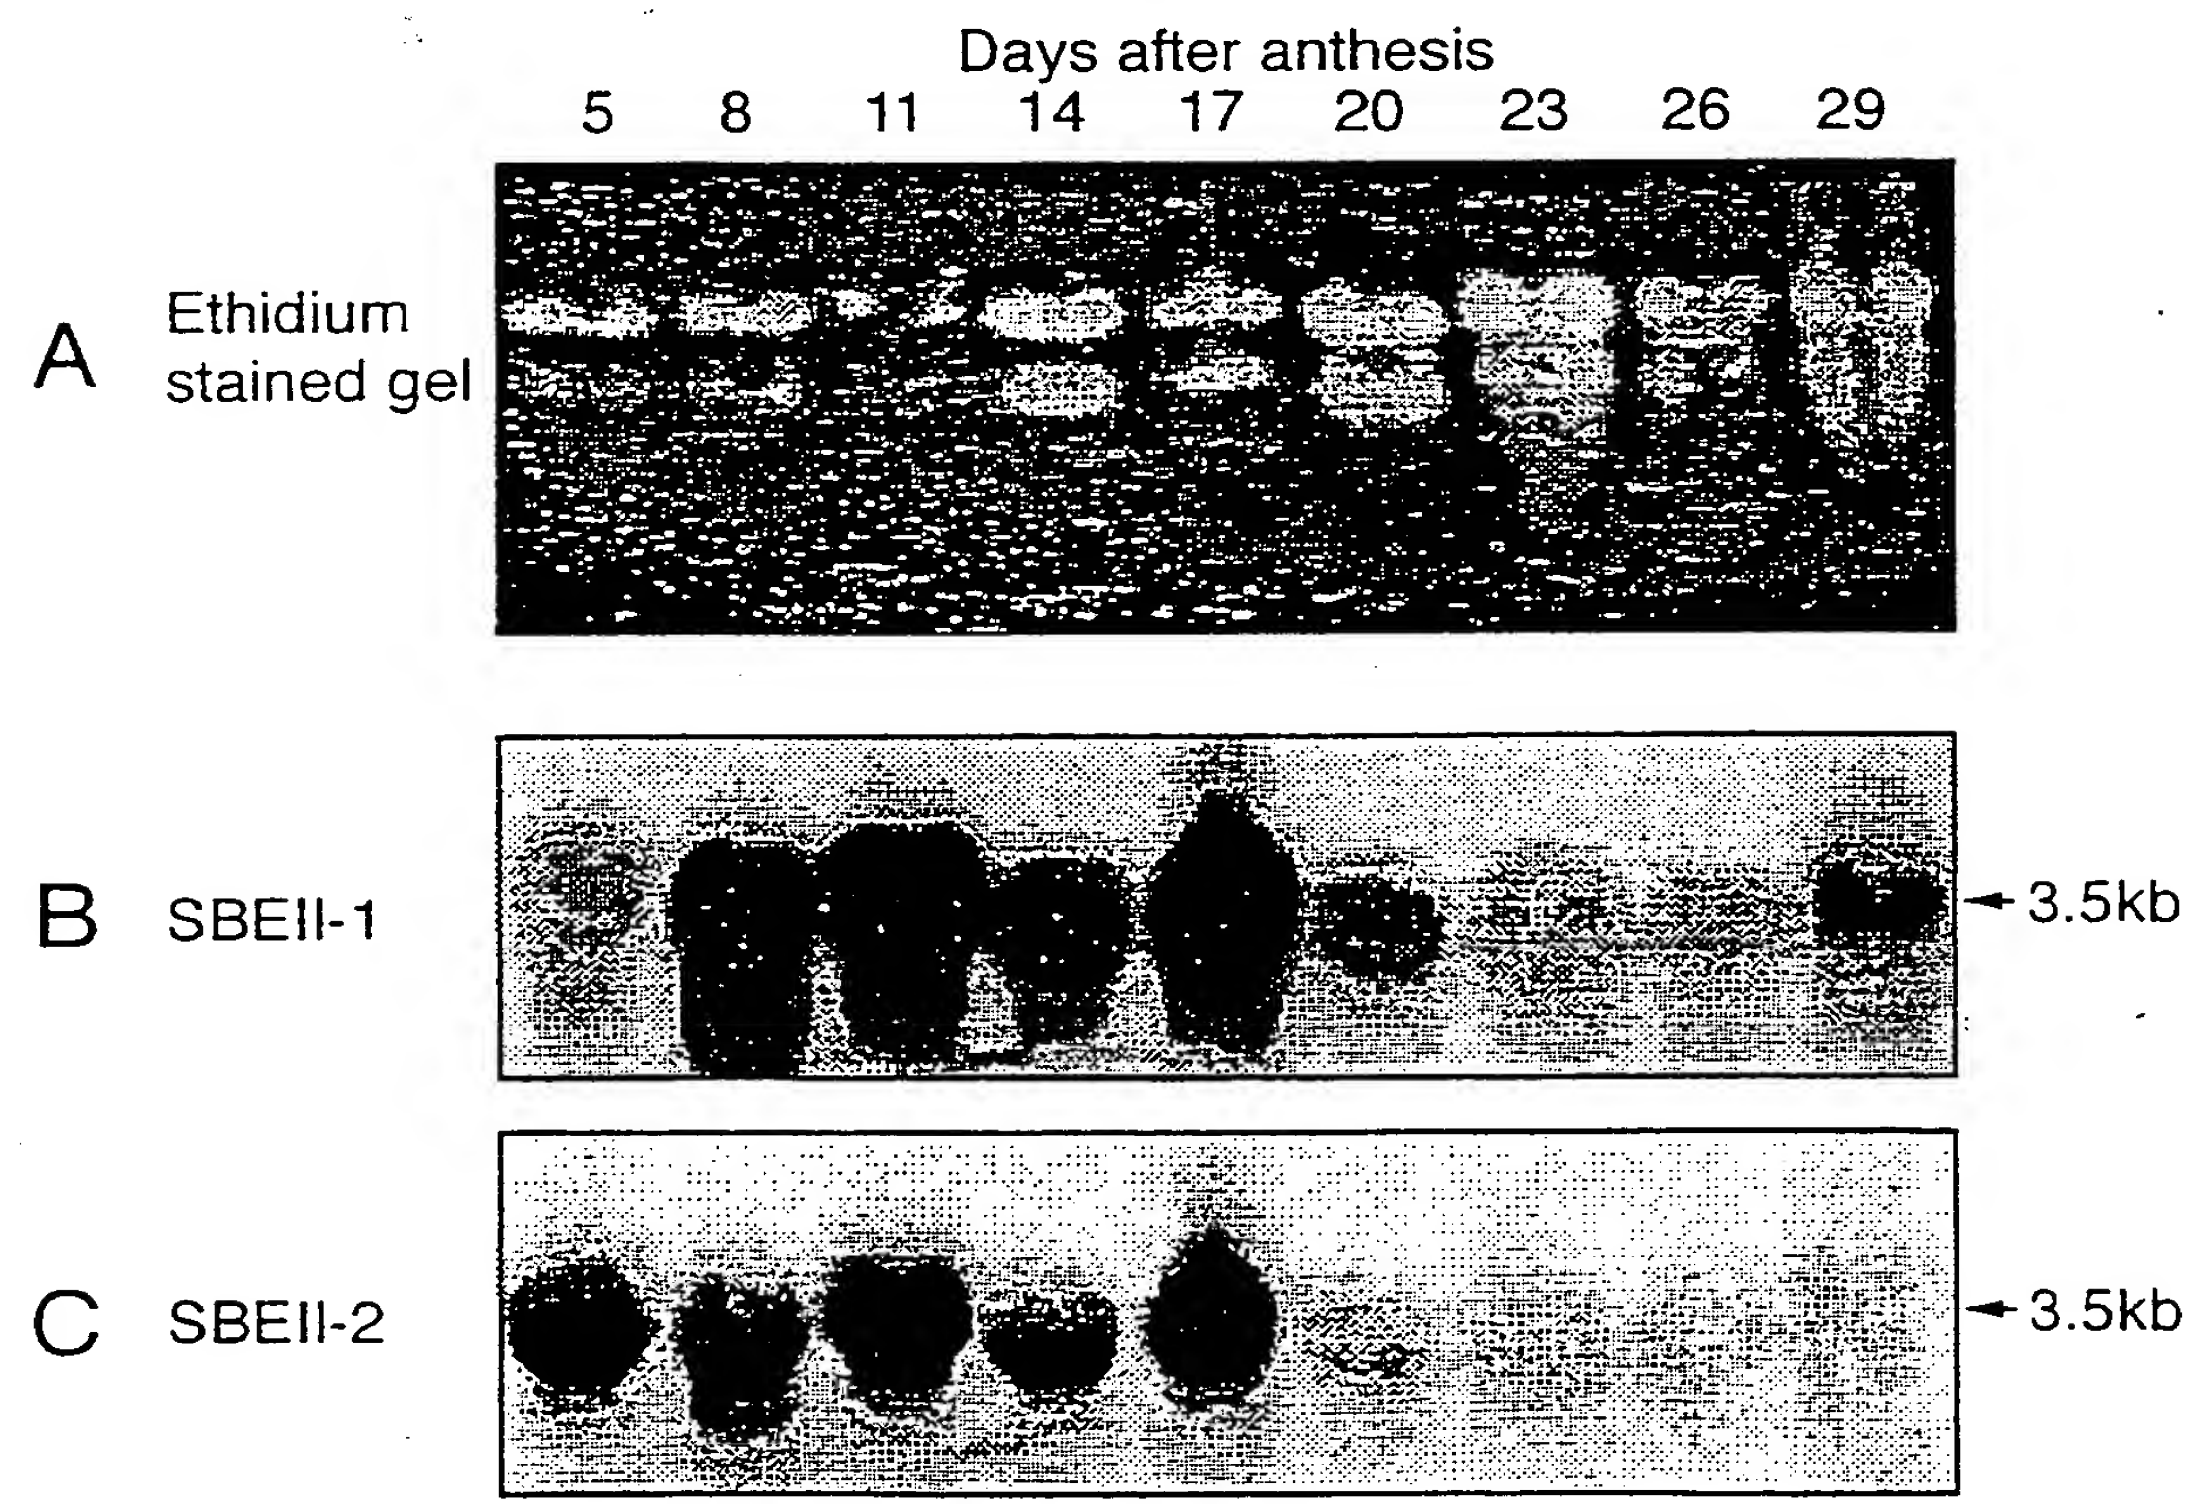 Days after anthesis
5 8 11 14 17 20 23 26 29
A Ethidium
stained gel
B SBEII-1 3.5kb
C SBEII-2 3.5kb